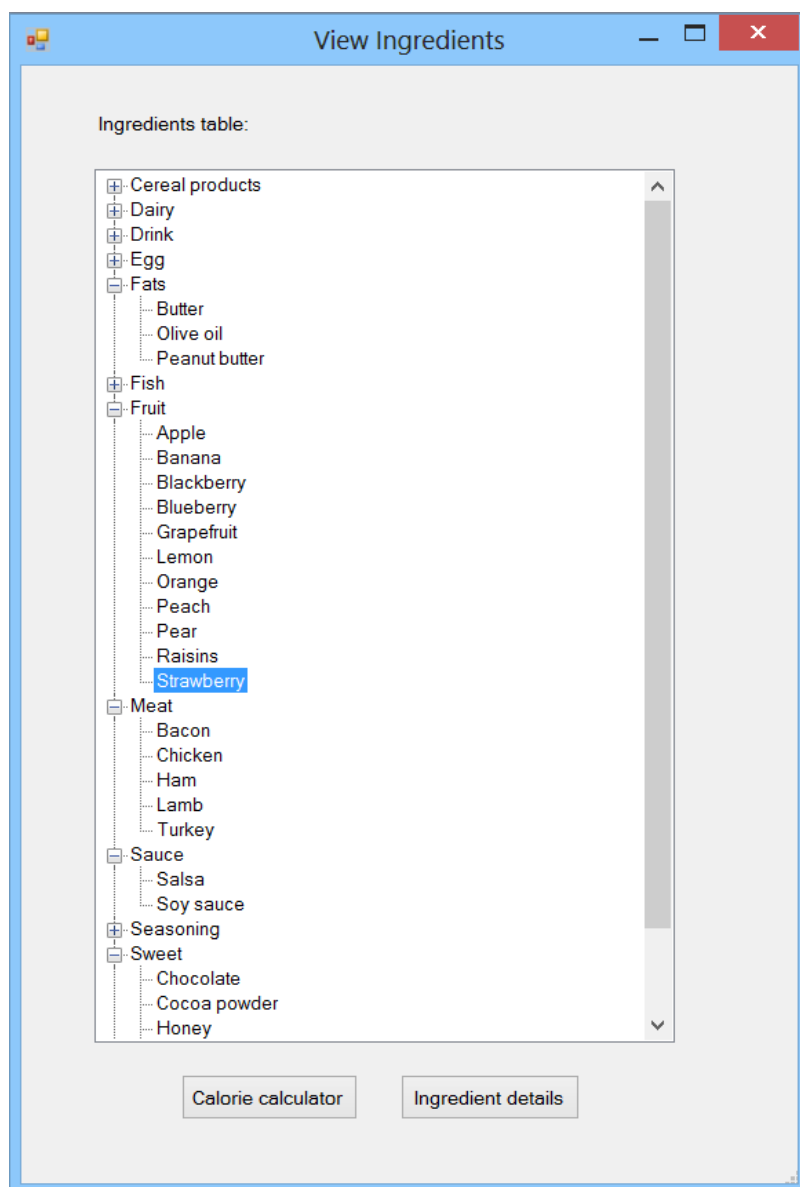 View Ingredients
Ingredients table:
Cereal products
Dairy
Drink
Egg
Fats
Butter
Olive oil
Peanut butter
Fish
Fruit
Apple
Banana
Blackberry
Blueberry
Grapefruit
Lemon
Orange
Peach
Pear
Raisins
Strawberry
Meat
Bacon
Chicken
Ham
Lamb
Turkey
Sauce
Salsa
Soy sauce
Seasoning
Sweet
Chocolate
Cocoa powder
Honey
Calorie calculator Ingredient details